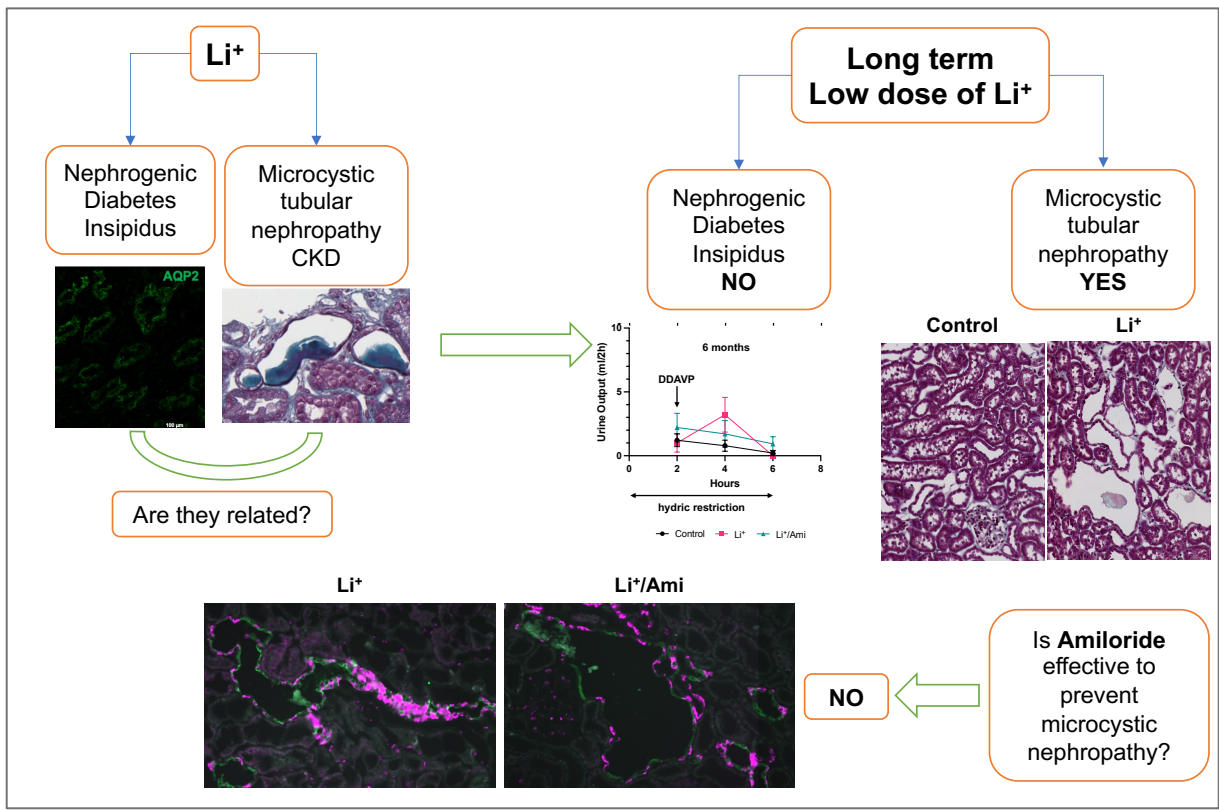 Li⁺
Nephrogenic
Diabetes
Insipidus
Microcystic
tubular
nephropathy
CKD
AQP2
100 µm
Are they related?
Long term
Low dose of Li⁺
Nephrogenic
Diabetes
Insipidus
NO
Microcystic
tubular
nephropathy
YES
10
5
0
Urine Output (ml/2h)
6 months
DDAVP
0 2 4 6 8
Hours
hydric restriction
Control Li⁺ Li⁺/Ami
Control Li⁺
Li⁺ Li⁺/Ami
Is Amiloride
effective to
prevent
microcystic
nephropathy?
NO